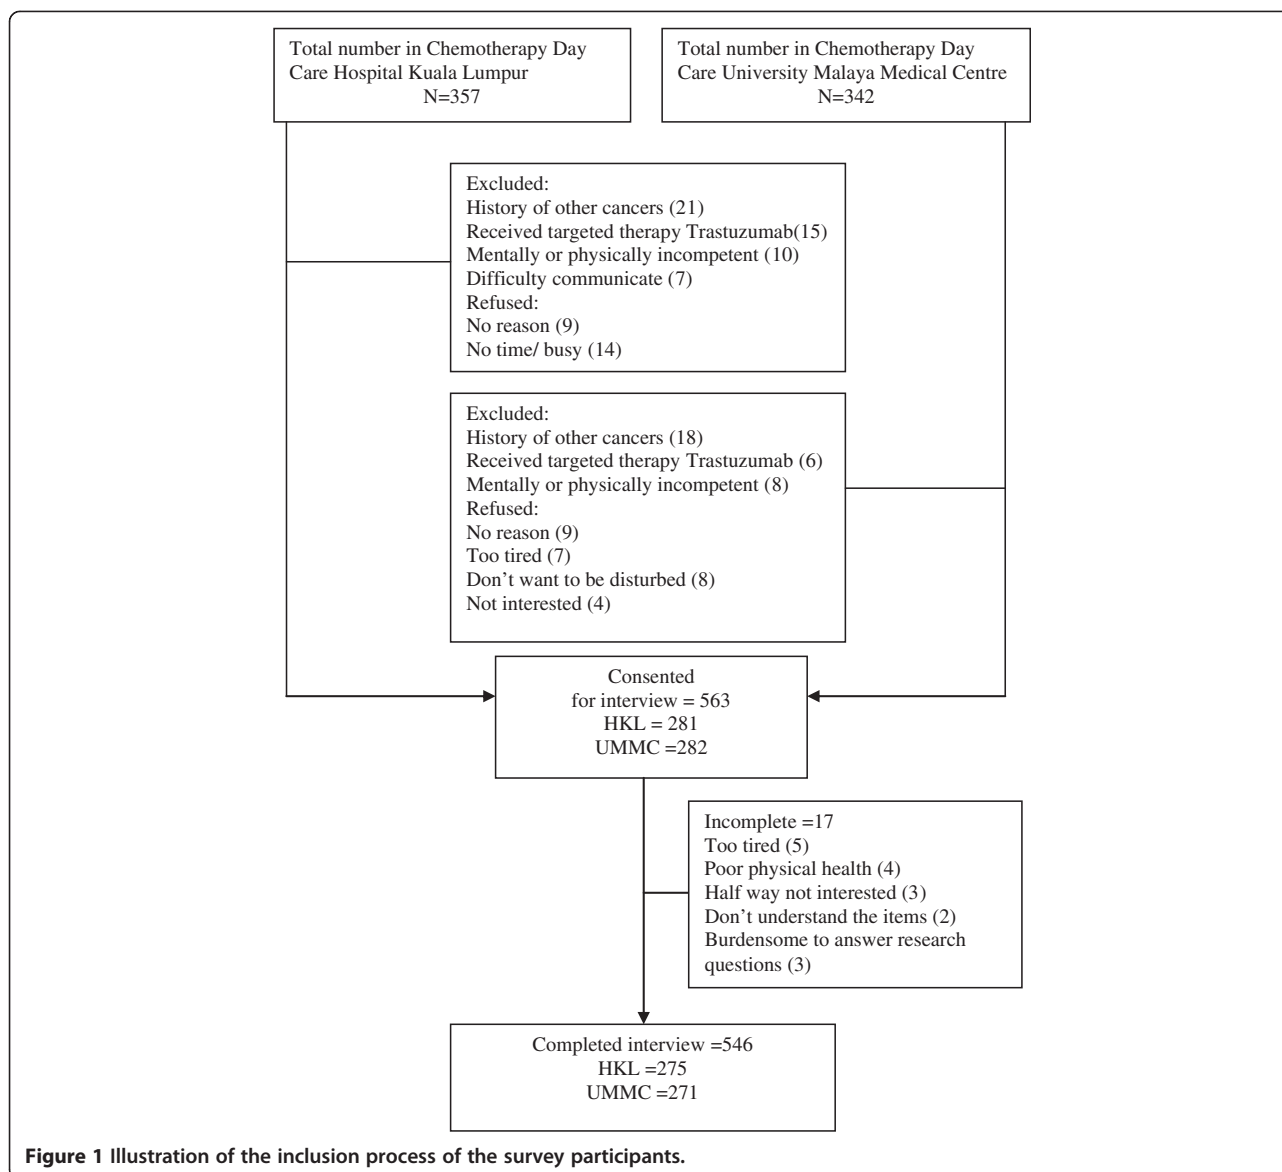 Total number in Chemotherapy Day
Care Hospital Kuala Lumpur
N=357
Total number in Chemotherapy Day
Care University Malaya Medical Centre
N=342
Excluded:
History of other cancers (21)
Received targeted therapy Trastuzumab(15)
Mentally or physically incompetent (10)
Difficulty communicate (7)
Refused:
No reason (9)
No time/ busy (14)
Excluded:
History of other cancers (18)
Received targeted therapy Trastuzumab (6)
Mentally or physically incompetent (8)
Refused:
No reason (9)
Too tired (7)
Don’t want to be disturbed (8)
Not interested (4)
Consented
for interview = 563
HKL = 281
UMMC =282
Incomplete =17
Too tired (5)
Poor physical health (4)
Half way not interested (3)
Don’t understand the items (2)
Burdensome to answer research
questions (3)
Completed interview =546
HKL =275
UMMC =271
Figure 1 Illustration of the inclusion process of the survey participants.